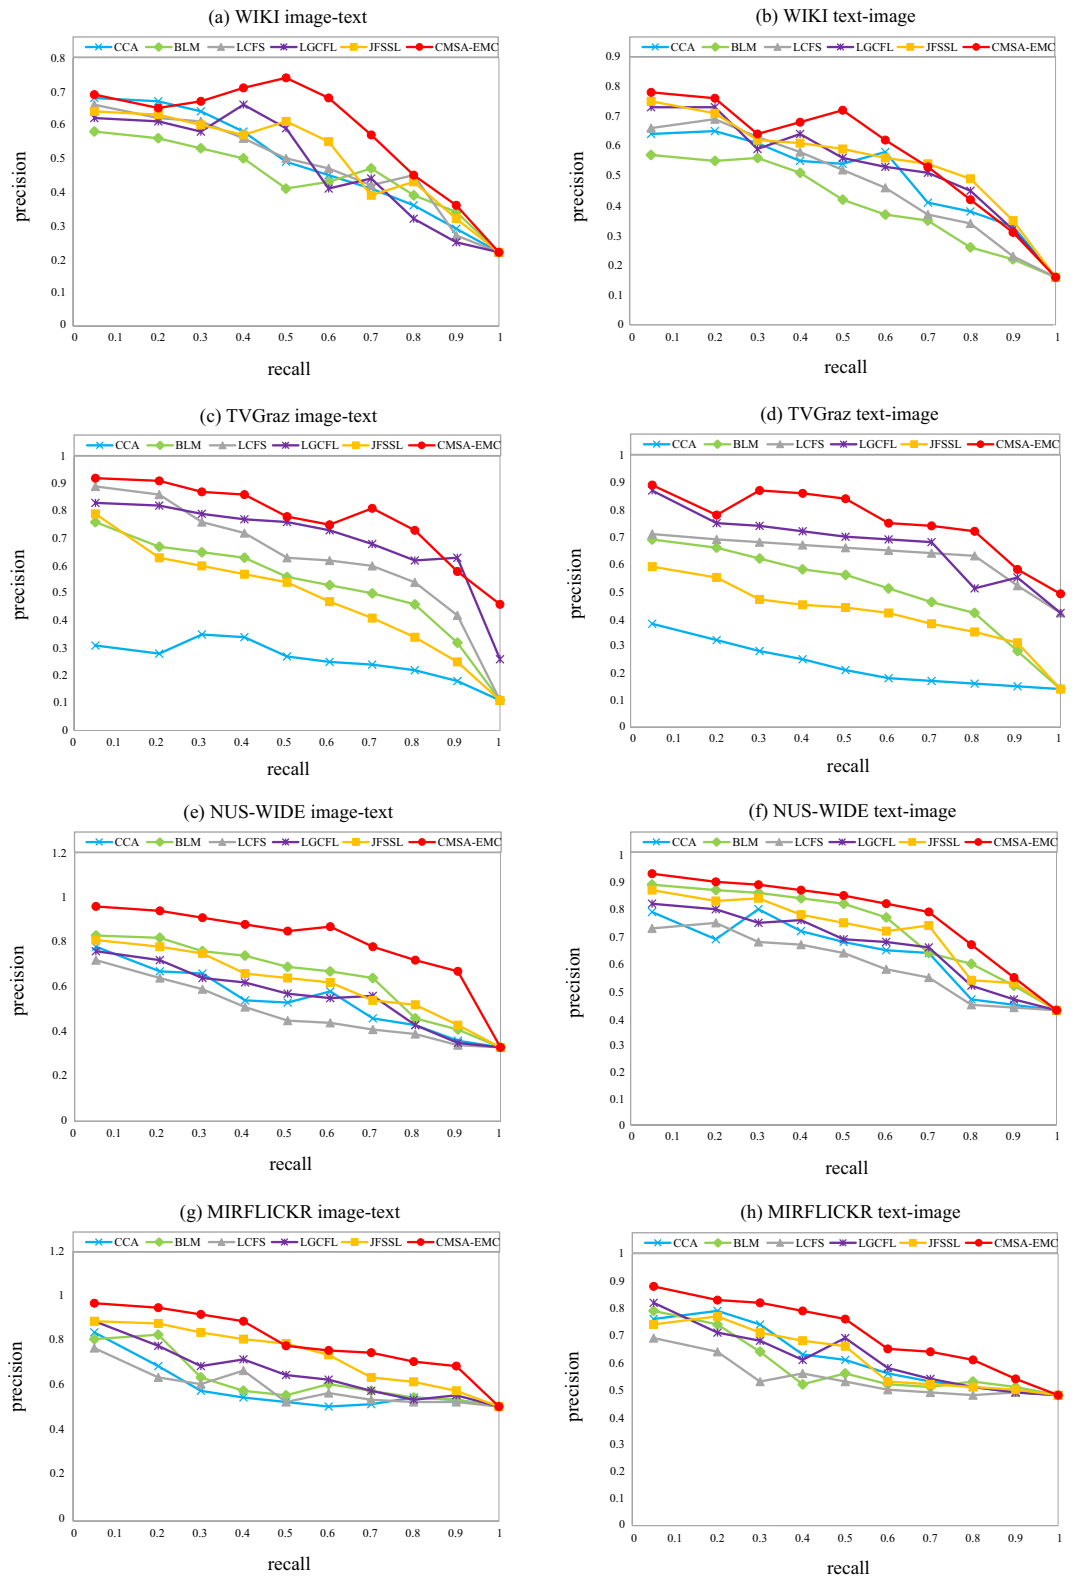 (a) WIKI image-text
CCA BLM LCFS LGCFL JFSSL CMSA-EMC
0.8
0.7
0.6
0.5
0.4
0.3
0.2
0.1
0
precision
0 0.1 0.2 0.3 0.4 0.5 0.6 0.7 0.8 0.9 1
recall
(b) WIKI text-image
CCA BLM LCFS LGCFL JFSSL CMSA-EMC
0.9
0.8
0.7
0.6
0.5
0.4
0.3
0.2
0.1
0
precision
0 0.1 0.2 0.3 0.4 0.5 0.6 0.7 0.8 0.9 1
recall
(c) TVGraz image-text
CCA BLM LCFS LGCFL JFSSL CMSA-EMC
1
0.9
0.8
0.7
0.6
0.5
0.4
0.3
0.2
0.1
0
precision
0 0.1 0.2 0.3 0.4 0.5 0.6 0.7 0.8 0.9 1
recall
(d) TVGraz text-image
CCA BLM LCFS LGCFL JFSSL CMSA-EMC
1
0.9
0.8
0.7
0.6
0.5
0.4
0.3
0.2
0.1
0
precision
0 0.1 0.2 0.3 0.4 0.5 0.6 0.7 0.8 0.9 1
recall
(e) NUS-WIDE image-text
CCA BLM LCFS LGCFL JFSSL CMSA-EMC
1.2
1
0.8
0.6
0.4
0.2
0
precision
0 0.1 0.2 0.3 0.4 0.5 0.6 0.7 0.8 0.9 1
recall
(f) NUS-WIDE text-image
CCA BLM LCFS LGCFL JFSSL CMSA-EMC
1
0.9
0.8
0.7
0.6
0.5
0.4
0.3
0.2
0.1
0
precision
0 0.1 0.2 0.3 0.4 0.5 0.6 0.7 0.8 0.9 1
recall
(g) MIRFLICKR image-text
CCA BLM LCFS LGCFL JFSSL CMSA-EMC
1.2
1
0.8
0.6
0.4
0.2
0
precision
0 0.1 0.2 0.3 0.4 0.5 0.6 0.7 0.8 0.9 1
recall
(h) MIRFLICKR text-image
CCA BLM LCFS LGCFL JFSSL CMSA-EMC
1
0.9
0.8
0.7
0.6
0.5
0.4
0.3
0.2
0.1
0
precision
0 0.1 0.2 0.3 0.4 0.5 0.6 0.7 0.8 0.9 1
recall